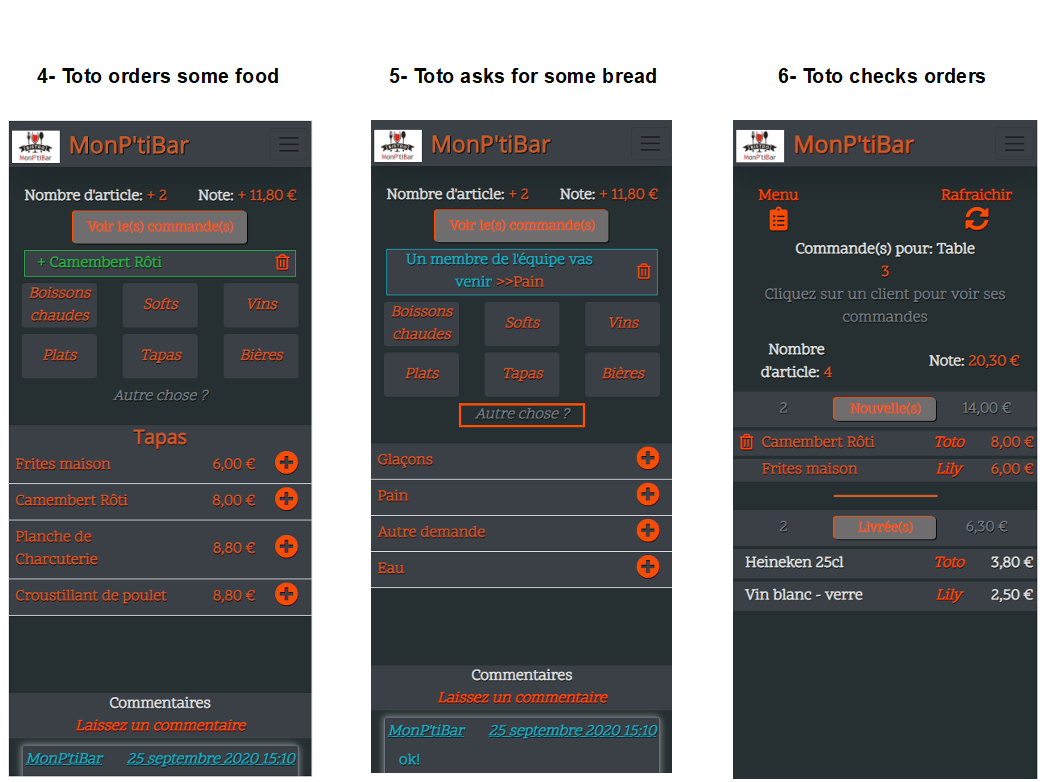 4- Toto orders some food
MonP'tiBar
MonP'tiBar
Nombre d'article: + 2 Note: + 11,80 €
Voir le(s) commande(s)
+ Camembert Rôti
Boissons chaudes
Softs
Vins
Plats
Tapas
Bières
Autre chose ?
Tapas
Frites maison 6,00 €
Camembert Rôti 8,00 €
Planche de
Charcuterie 8,80 €
Croustillant de poulet 8,80 €
Commentaires
Laissez un commentaire
MonP'tiBar 25 septembre 2020 15:10
5- Toto asks for some bread
MonP'tiBar
MonP'tiBar
Nombre d'article: + 2 Note: + 11,80 €
Voir le(s) commande(s)
Un membre de l'équipe vas
venir >>Pain
Boissons chaudes
Softs
Vins
Plats
Tapas
Bières
Autre chose ?
Glaçons
Pain
Autre demande
Eau
Commentaires
Laissez un commentaire
MonP'tiBar 25 septembre 2020 15:10
ok!
6- Toto checks orders
MonP'tiBar
MonP'tiBar
Menu Rafraichir
Commande(s) pour: Table
3
Cliquez sur un client pour voir ses
commandes
Nombre
d'article: 4
Note: 20,30 €
2 Nouvelle(s) 14,00 €
Camembert Rôti Toto 8,00 €
Frites maison Lily 6,00 €
2 Livrée(s) 6,30 €
Heineken 25cl Toto 3,80 €
Vin blanc - verre Lily 2,50 €